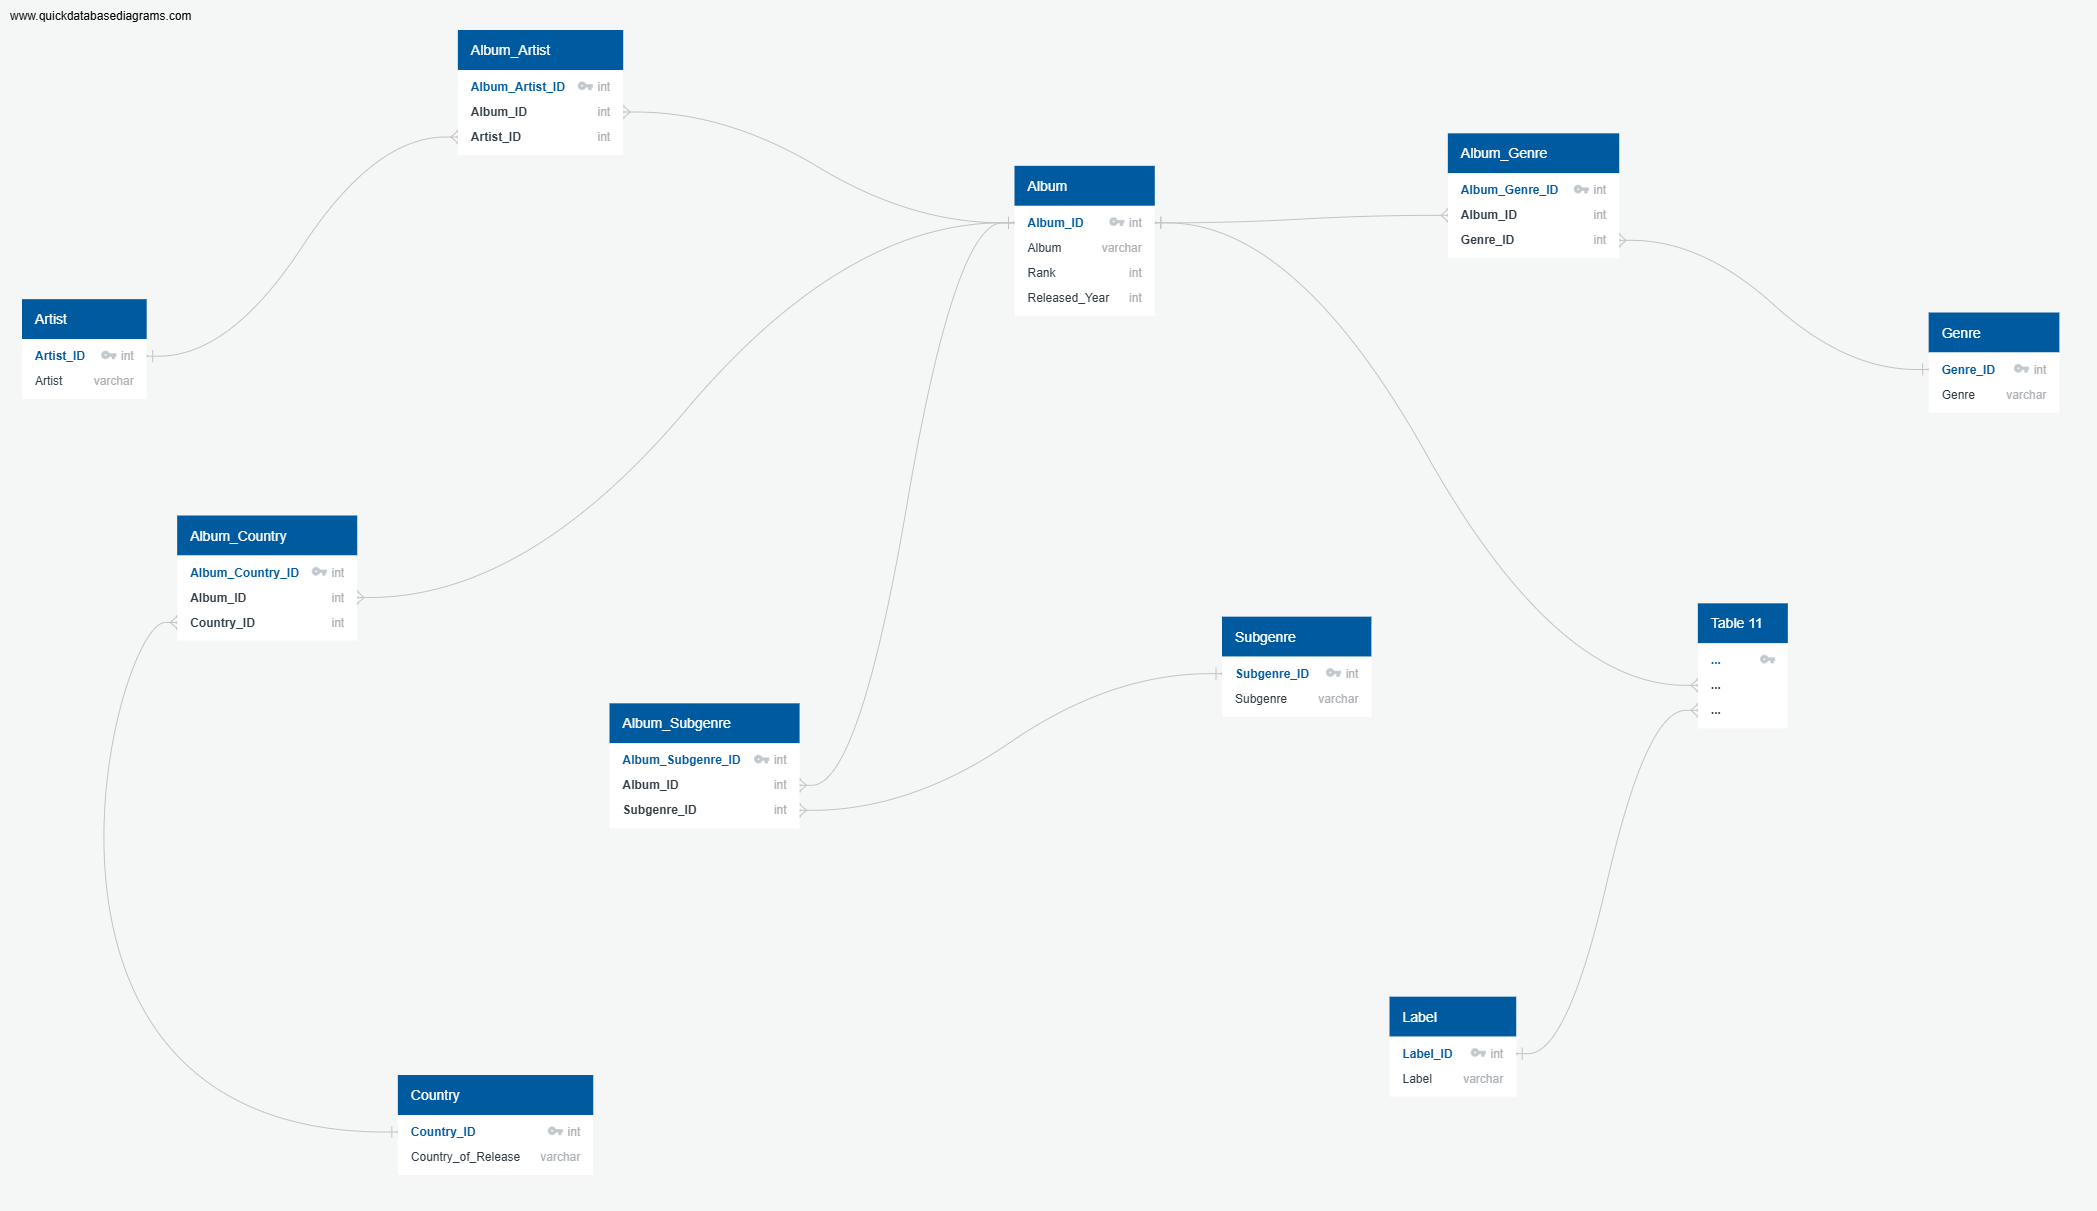 www.quickdatabasediagrams.com
Album_Artist
Album_Artist_ID int
Album_ID int
Artist_ID int
Album
Album_ID int
Album varchar
Rank int
Released_Year int
Album_Genre
Album_Genre_ID int
Album_ID int
Genre_ID int
Artist
Artist_ID int
Artist varchar
Genre
Genre_ID int
Genre varchar
Album_Country
Album_Country_ID int
Album_ID int
Country_ID int
Subgenre
Subgenre_ID int
Subgenre varchar
Table 11
...
...
...
Album_Subgenre
Album_Subgenre_ID int
Album_ID int
Subgenre_ID int
Label
Label_ID int
Label varchar
Country
Country_ID int
Country_of_Release varchar